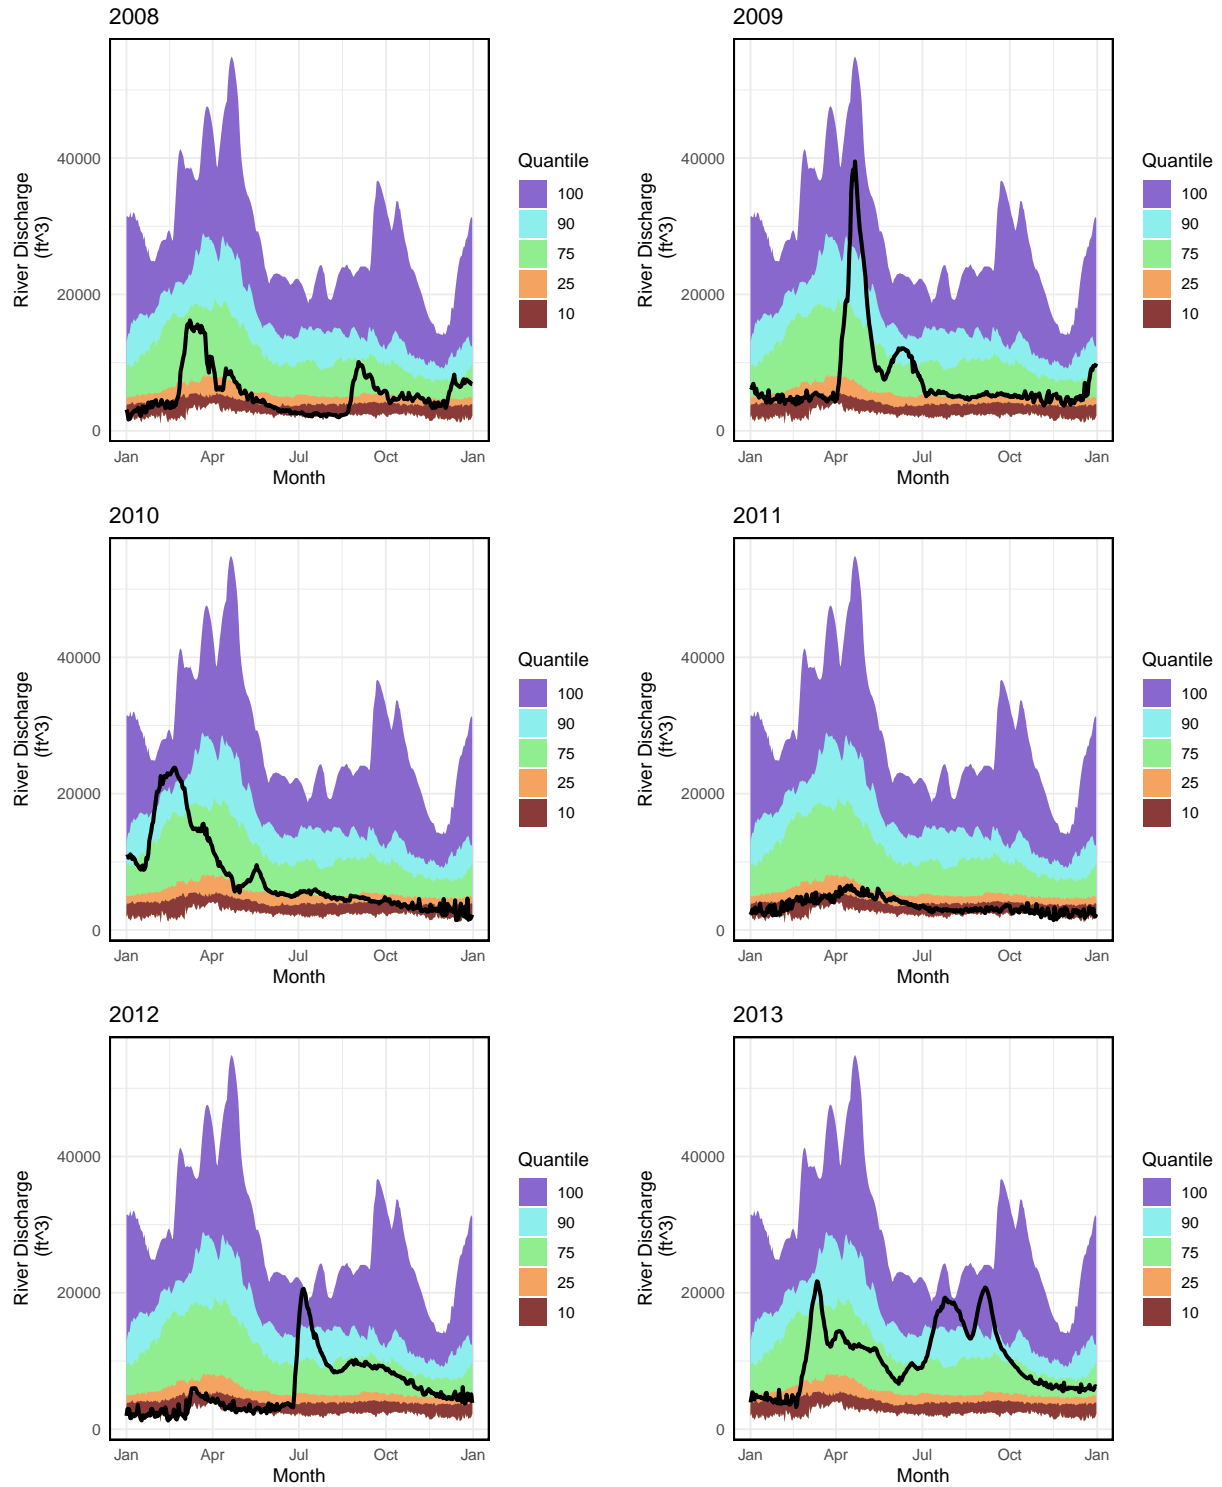 2008
River Discharge
(ft^3)
40000
20000
0
Jan
Apr
Jul
Oct
Jan
Month
Quantile
100
90
75
25
10
2009
River Discharge
(ft^3)
40000
20000
0
Jan
Apr
Jul
Oct
Jan
Month
Quantile
100
90
75
25
10
2010
River Discharge
(ft^3)
40000
20000
0
Jan
Apr
Jul
Oct
Jan
Month
Quantile
100
90
75
25
10
2011
River Discharge
(ft^3)
40000
20000
0
Jan
Apr
Jul
Oct
Jan
Month
Quantile
100
90
75
25
10
2012
River Discharge
(ft^3)
40000
20000
0
Jan
Apr
Jul
Oct
Jan
Month
Quantile
100
90
75
25
10
2013
River Discharge
(ft^3)
40000
20000
0
Jan
Apr
Jul
Oct
Jan
Month
Quantile
100
90
75
25
10